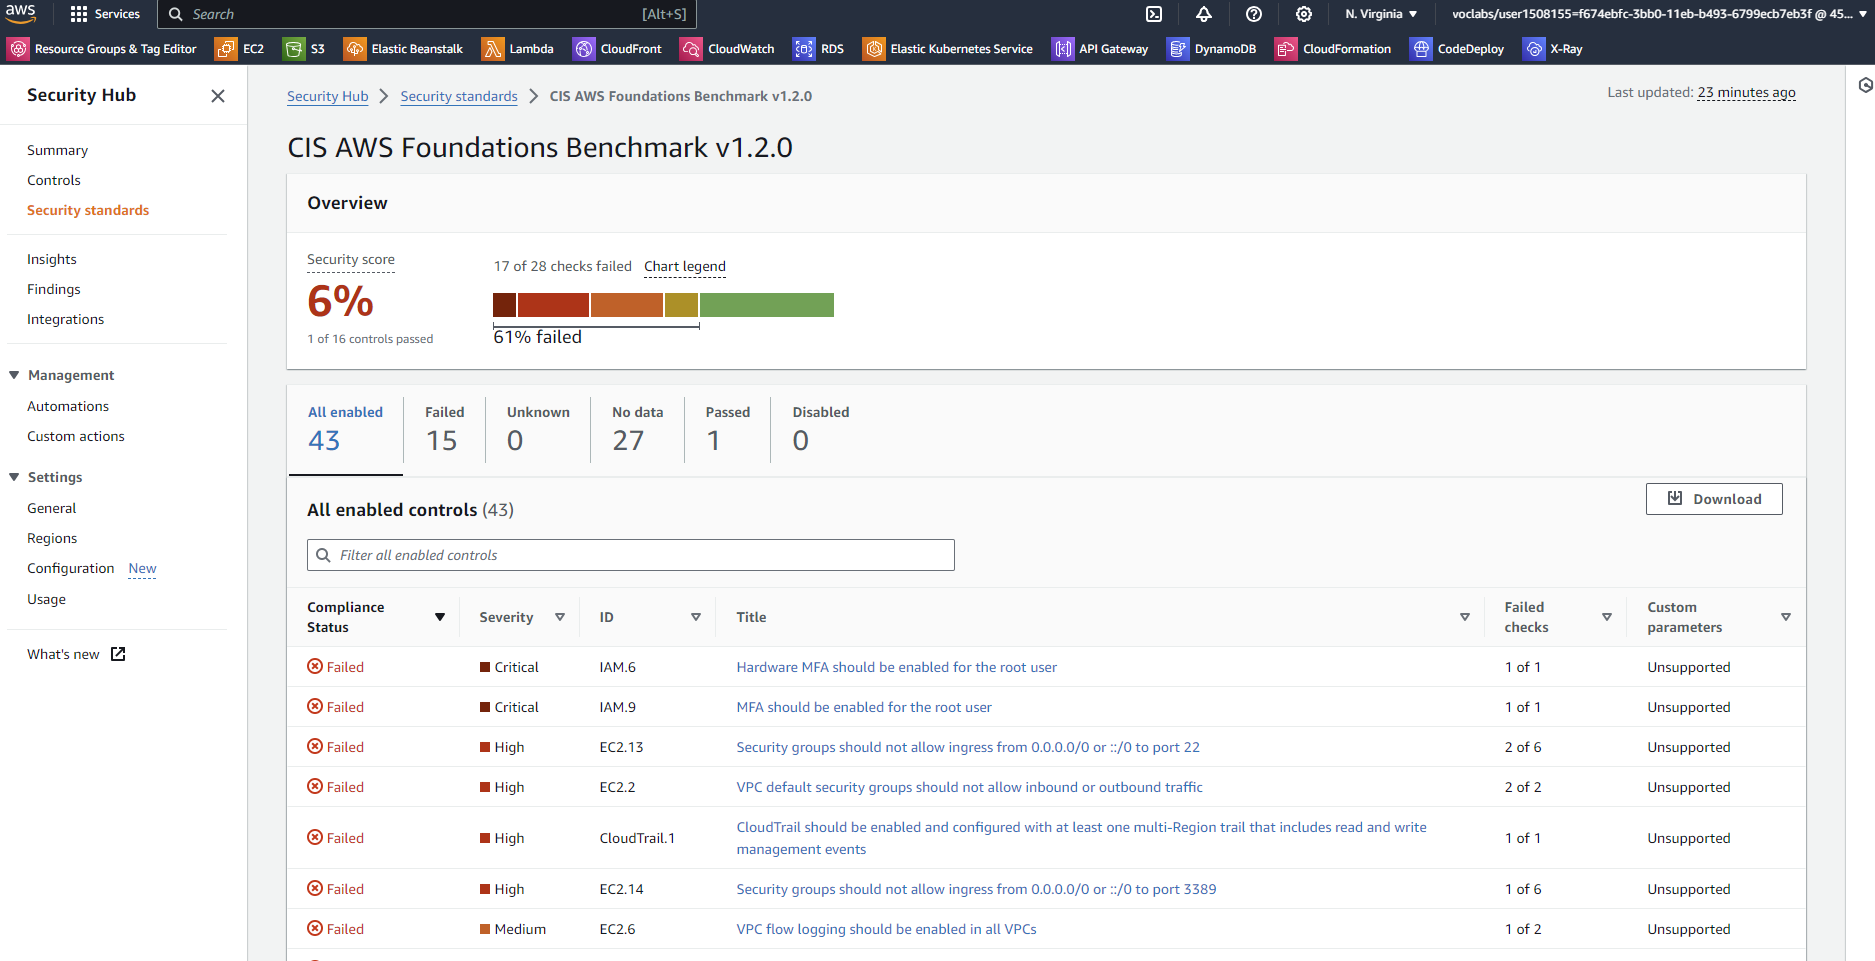 aws
Services
Search
[Alt+S]
N. Virginia
voclabs/user1508155=f674ebfc-3bb0-11eb-b493-6799ecb7eb3f @ 45...
Resource Groups & Tag Editor
EC2
S3
Elastic Beanstalk
Lambda
CloudFront
CloudWatch
RDS
Elastic Kubernetes Service
API Gateway
DynamoDB
CloudFormation
CodeDeploy
X-Ray
Security Hub
Summary
Controls
Security standards
Insights
Findings
Integrations
Management
Automations
Custom actions
Settings
General
Regions
Configuration New
Usage
What's new
Security Hub > Security standards > CIS AWS Foundations Benchmark v1.2.0
Last updated: 23 minutes ago
CIS AWS Foundations Benchmark v1.2.0
Overview
Security score
6%
1 of 16 controls passed
17 of 28 checks failed Chart legend
61% failed
All enabled
43
Failed
15
Unknown
0
No data
27
Passed
1
Disabled
0
All enabled controls (43)
Download
Filter all enabled controls
Compliance
Status
Severity
ID
Title
Failed
checks
Custom
parameters
Failed Critical IAM.6 Hardware MFA should be enabled for the root user 1 of 1 Unsupported
Failed Critical IAM.9 MFA should be enabled for the root user 1 of 1 Unsupported
Failed High EC2.13 Security groups should not allow ingress from 0.0.0.0/0 or ::/0 to port 22 2 of 6 Unsupported
Failed High EC2.2 VPC default security groups should not allow inbound or outbound traffic 2 of 2 Unsupported
Failed High CloudTrail.1 CloudTrail should be enabled and configured with at least one multi-Region trail that includes read and write
management events 1 of 1 Unsupported
Failed High EC2.14 Security groups should not allow ingress from 0.0.0.0/0 or ::/0 to port 3389 1 of 6 Unsupported
Failed Medium EC2.6 VPC flow logging should be enabled in all VPCs 1 of 2 Unsupported